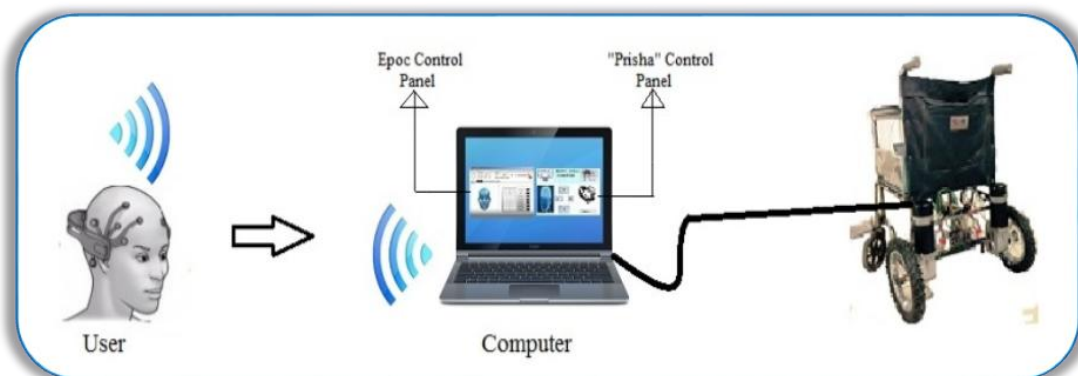 Epoc Control
Panel
"Prisha" Control
Panel
User
Computer